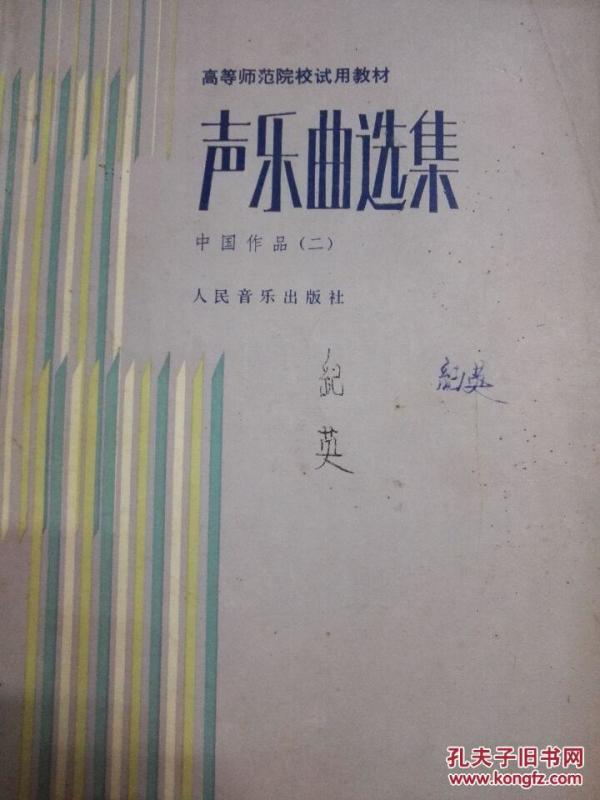 高等师范院校试用教材
声乐曲选集
中国作品(二)
人民音乐出版社
紀英
紀英
孔夫子旧书网
www.kongfz.com